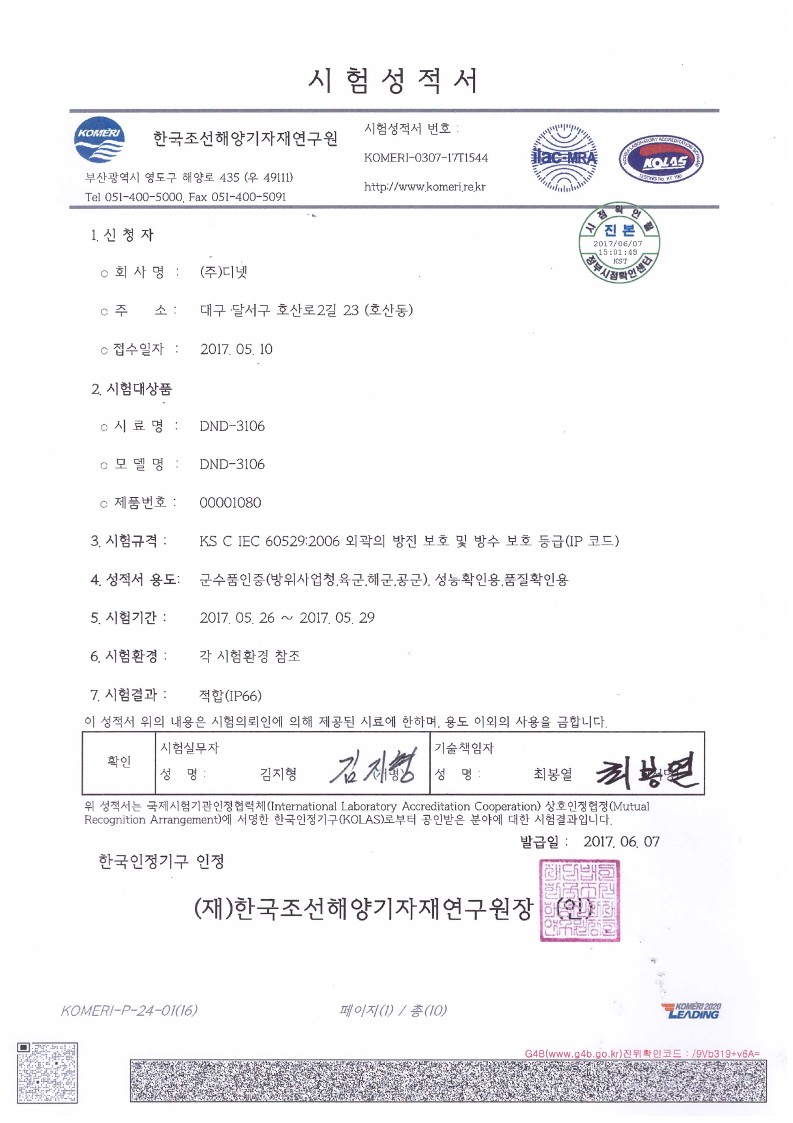 시 험 성 적 서
KOMERI
한국조선해양기자재연구원
부산광역시 영도구 해양로 435 (우 49111)
Tel 051-400-5000, Fax 051-400-5091
시험성적서 번호 :
KOMERI-0307-17T1544
http://www.komeri.re.kr
ilac-MRA
KOLAS
시점확인필
진본
2017/06/07
15:01:48
KST
정부시점확인센터
1. 신 청 자
○ 회 사 명 : (주)디넷
○ 주 소 : 대구 달서구 호산로2길 23 (호산동)
○ 접수일자 : 2017. 05. 10
2. 시험대상품
○ 시 료 명 : DND-3106
○ 모 델 명 : DND-3106
○ 제품번호 : 00001080
3. 시험규격 : KS C IEC 60529:2006 외곽의 방진 보호 및 방수 보호 등급(IP 코드)
4. 성적서 용도: 군수품인증(방위사업청,육군,해군,공군), 성능확인용,품질확인용
5. 시험기간 : 2017. 05. 26 ~ 2017. 05. 29
6. 시험환경 : 각 시험환경 참조
7. 시험결과 : 적합(IP66)
이 성적서 위의 내용은 시험의뢰인에 의해 제공된 시료에 한하며, 용도 이외의 사용을 금합니다.
확인
시험실무자
성 명 : 김지형 김지형
기술책임자
성 명 : 최봉열 최봉열
위 성적서는 국제시험기관인정협력체(International Laboratory Accreditation Cooperation) 상호인정협정(Mutual
Recognition Arrangement)에 서명한 한국인정기구(KOLAS)로부터 공인받은 분야에 대한 시험결과입니다.
발급일 : 2017. 06. 07
한국인정기구 인정
(재)한국조선해양기자재연구원장 (인)
KOMERI-P-24-01(16)
페이지(1) / 총(10)
KOMERI 2020
LEADING
G4B(www.g4b.go.kr)진위확인코드 : /9Vb319+v6A=